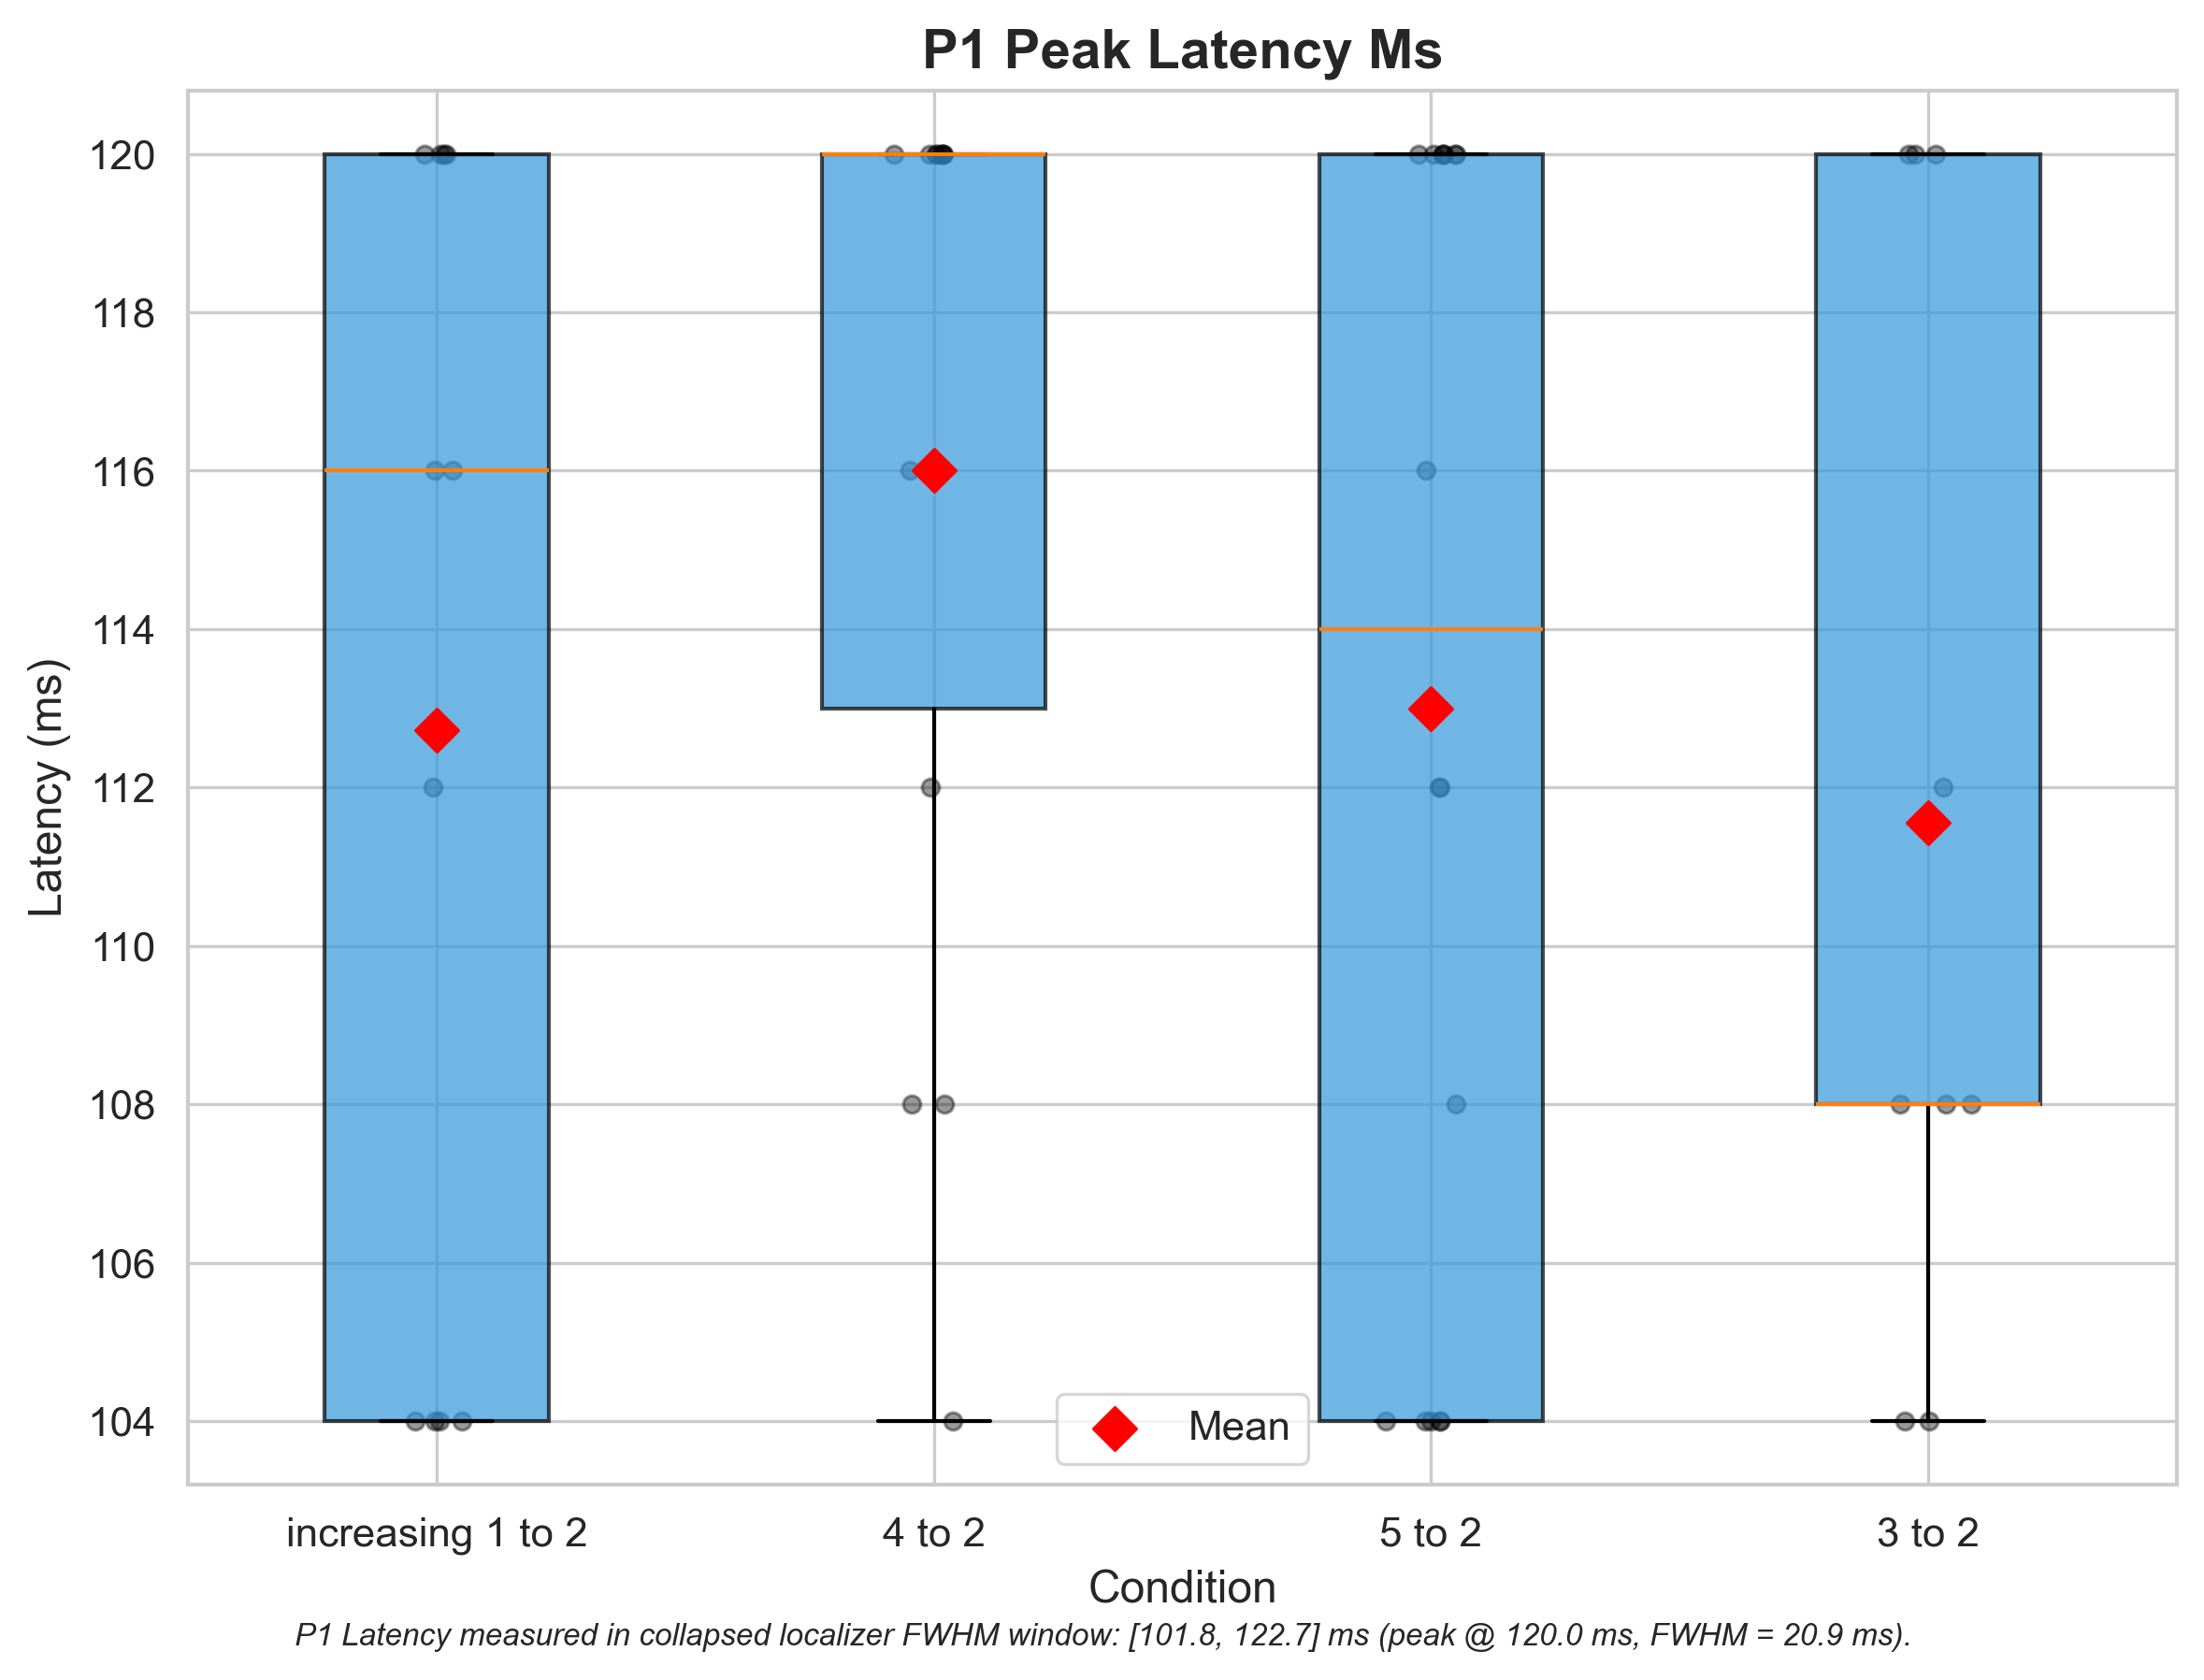 P1 Peak Latency Ms
120
118
116
114
112
110
108
106
104
Latency (ms)
Mean
increasing 1 to 2
4 to 2
5 to 2
3 to 2
Condition
P1 Latency measured in collapsed localizer FWHM window: [101.8, 122.7] ms (peak @ 120.0 ms, FWHM = 20.9 ms).